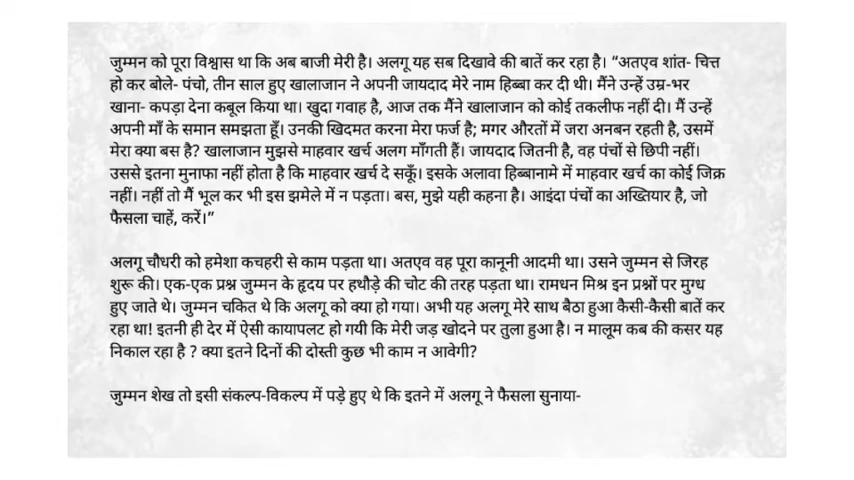 जुम्मन को पूरा विश्वास था कि अब बाजी मेरी है। अलगू यह सब दिखावे की बातें कर रहा है। “अतएव शांत- चित्त
हो कर बोले- पंचो, तीन साल हुए खालाजान ने अपनी जायदाद मेरे नाम हिब्बा कर दी थी। मैंने उन्हें उम्र-भर
खाना- कपड़ा देना कबूल किया था। खुदा गवाह है, आज तक मैंने खालाजान को कोई तकलीफ नहीं दी। मैं उन्हें
अपनी माँ के समान समझता हूँ। उनकी खिदमत करना मेरा फर्ज है; मगर औरतों में जरा अनबन रहती है, उसमें
मेरा क्या बस है? खालाजान मुझसे माहवार खर्च अलग माँगती हैं। जायदाद जितनी है, वह पंचों से छिपी नहीं।
उससे इतना मुनाफा नहीं होता है कि माहवार खर्च दे सकूँ। इसके अलावा हिब्बानामे में माहवार खर्च का कोई जिक्र
नहीं। नहीं तो मैं भूल कर भी इस झमेले में न पड़ता। बस, मुझे यही कहना है। आइंदा पंचों का अख्तियार है, जो
फैसला चाहें, करें।”
अलगू चौधरी को हमेशा कचहरी से काम पड़ता था। अतएव वह पूरा कानूनी आदमी था। उसने जुम्मन से जिरह
शुरू की। एक-एक प्रश्न जुम्मन के हृदय पर हथौड़े की चोट की तरह पड़ता था। रामधन मिश्र इन प्रश्नों पर मुग्ध
हुए जाते थे। जुम्मन चकित थे कि अलगू को क्या हो गया। अभी यह अलगू मेरे साथ बैठा हुआ कैसी-कैसी बातें कर
रहा था! इतनी ही देर में ऐसी कायापलट हो गयी कि मेरी जड़ खोदने पर तुला हुआ है। न मालूम कब की कसर यह
निकाल रहा है ? क्या इतने दिनों की दोस्ती कुछ भी काम न आवेगी?
जुम्मन शेख तो इसी संकल्प-विकल्प में पड़े हुए थे कि इतने में अलगू ने फैसला सुनाया-